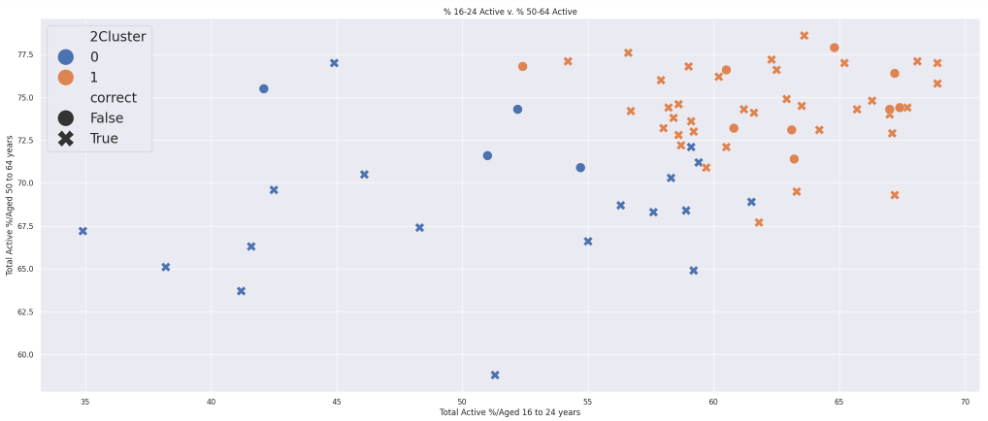 % 16-24 Active v. % 50-64 Active
2Cluster
0
1
correct
False
True
Total Active %/Aged 50 to 64 years
77.5
75.0
72.5
70.0
67.5
65.0
62.5
60.0
35 40 45 50 55 60 65 70
Total Active %/Aged 16 to 24 years